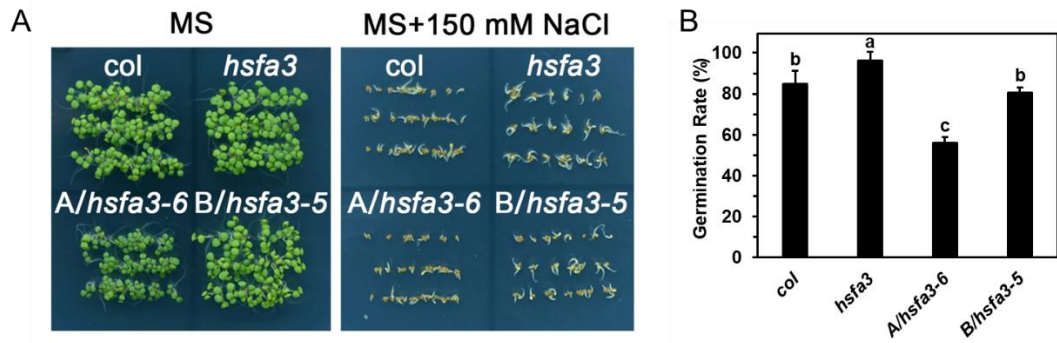 A
MS
MS+150 mM NaCl
col
hsfa3
col
hsfa3
A/hsfa3-6
B/hsfa3-5
A/hsfa3-6
B/hsfa3-5
B
Germination Rate (%)
100
80
60
40
80
0
b
a
c
b
col
hsfa3
A/hsfa3-6
B/hsfa3-5